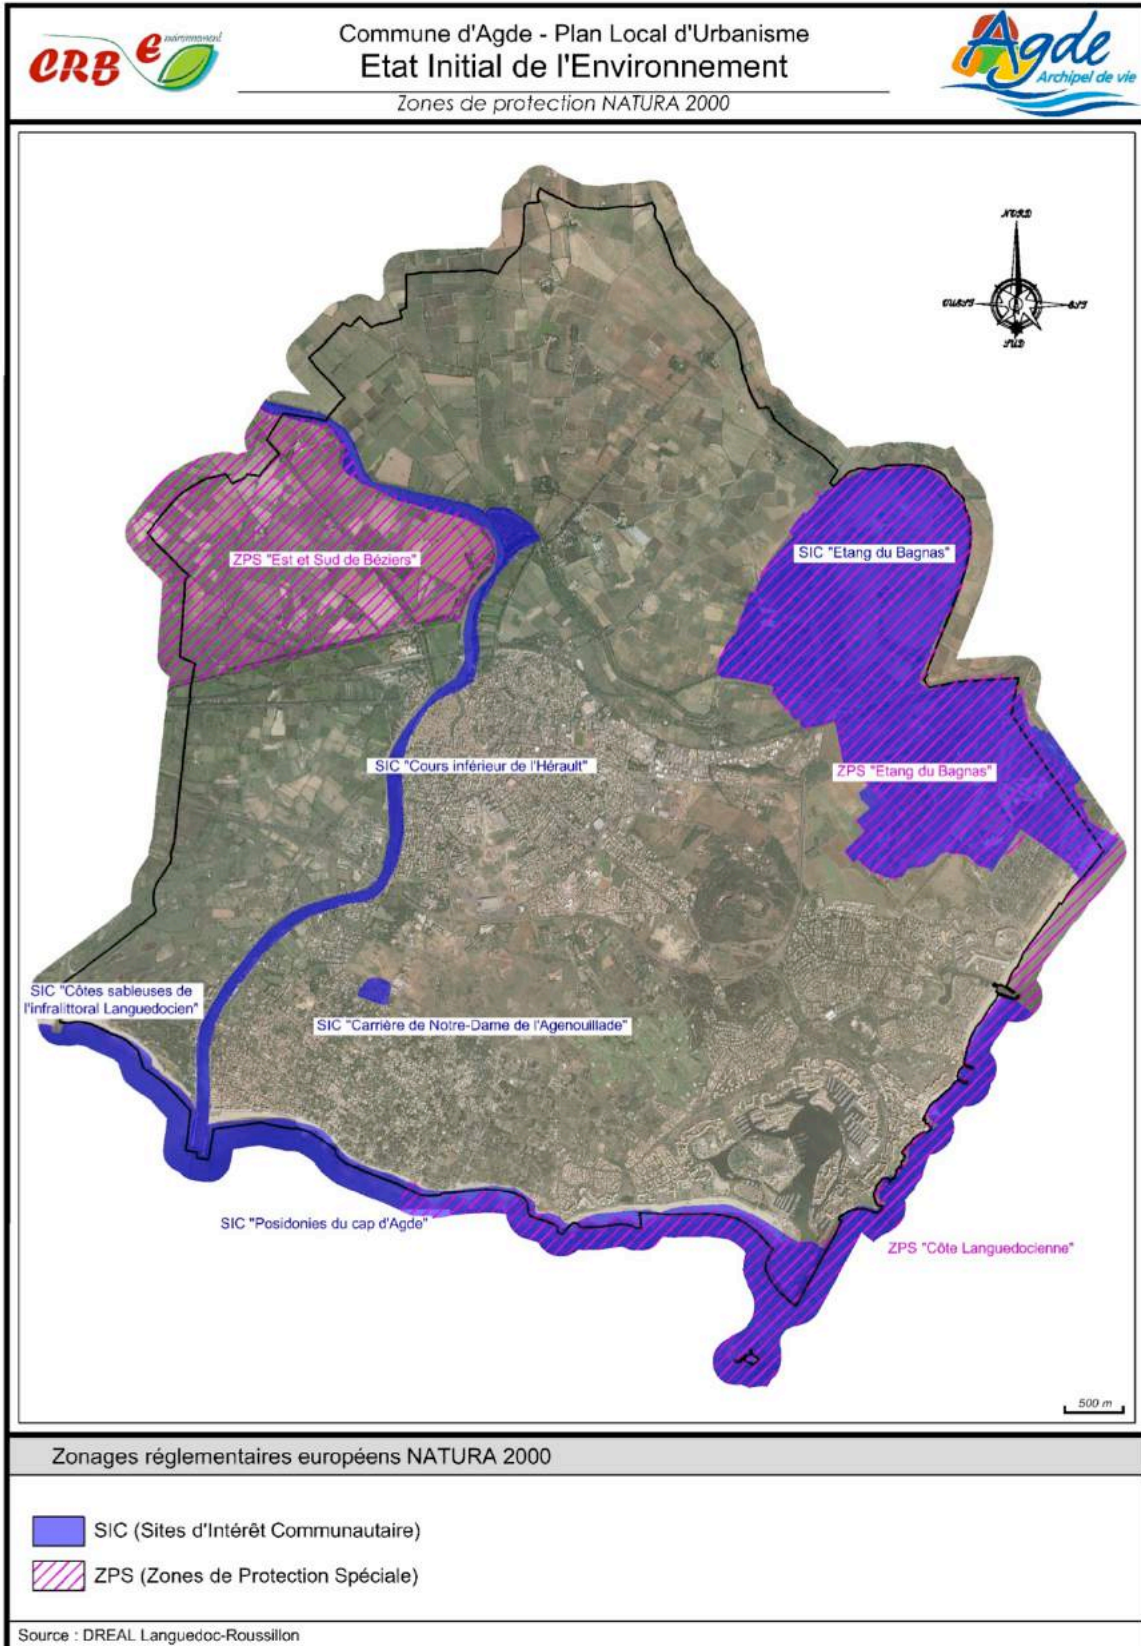 CRB Environnement
Commune d'Agde - Plan Local d'Urbanisme
Etat Initial de l'Environnement
Zones de protection NATURA 2000
Agde
Archipel de vie
NORD
OUEST
EST
SUD
ZPS "Est et Sud de Béziers"
SIC "Etang du Bagnas"
SIC "Cours inférieur de l'Hérault"
ZPS "Etang du Bagnas"
SIC "Côtes sableuses de
l'infralittoral Languedocien"
SIC "Carrière de Notre-Dame de l'Agenouillade"
SIC "Posidonies du cap d'Agde"
ZPS "Côte Languedocienne"
500 m
Zonages réglementaires européens NATURA 2000
SIC (Sites d'Intérêt Communautaire)
ZPS (Zones de Protection Spéciale)
Source : DREAL Languedoc-Roussillon